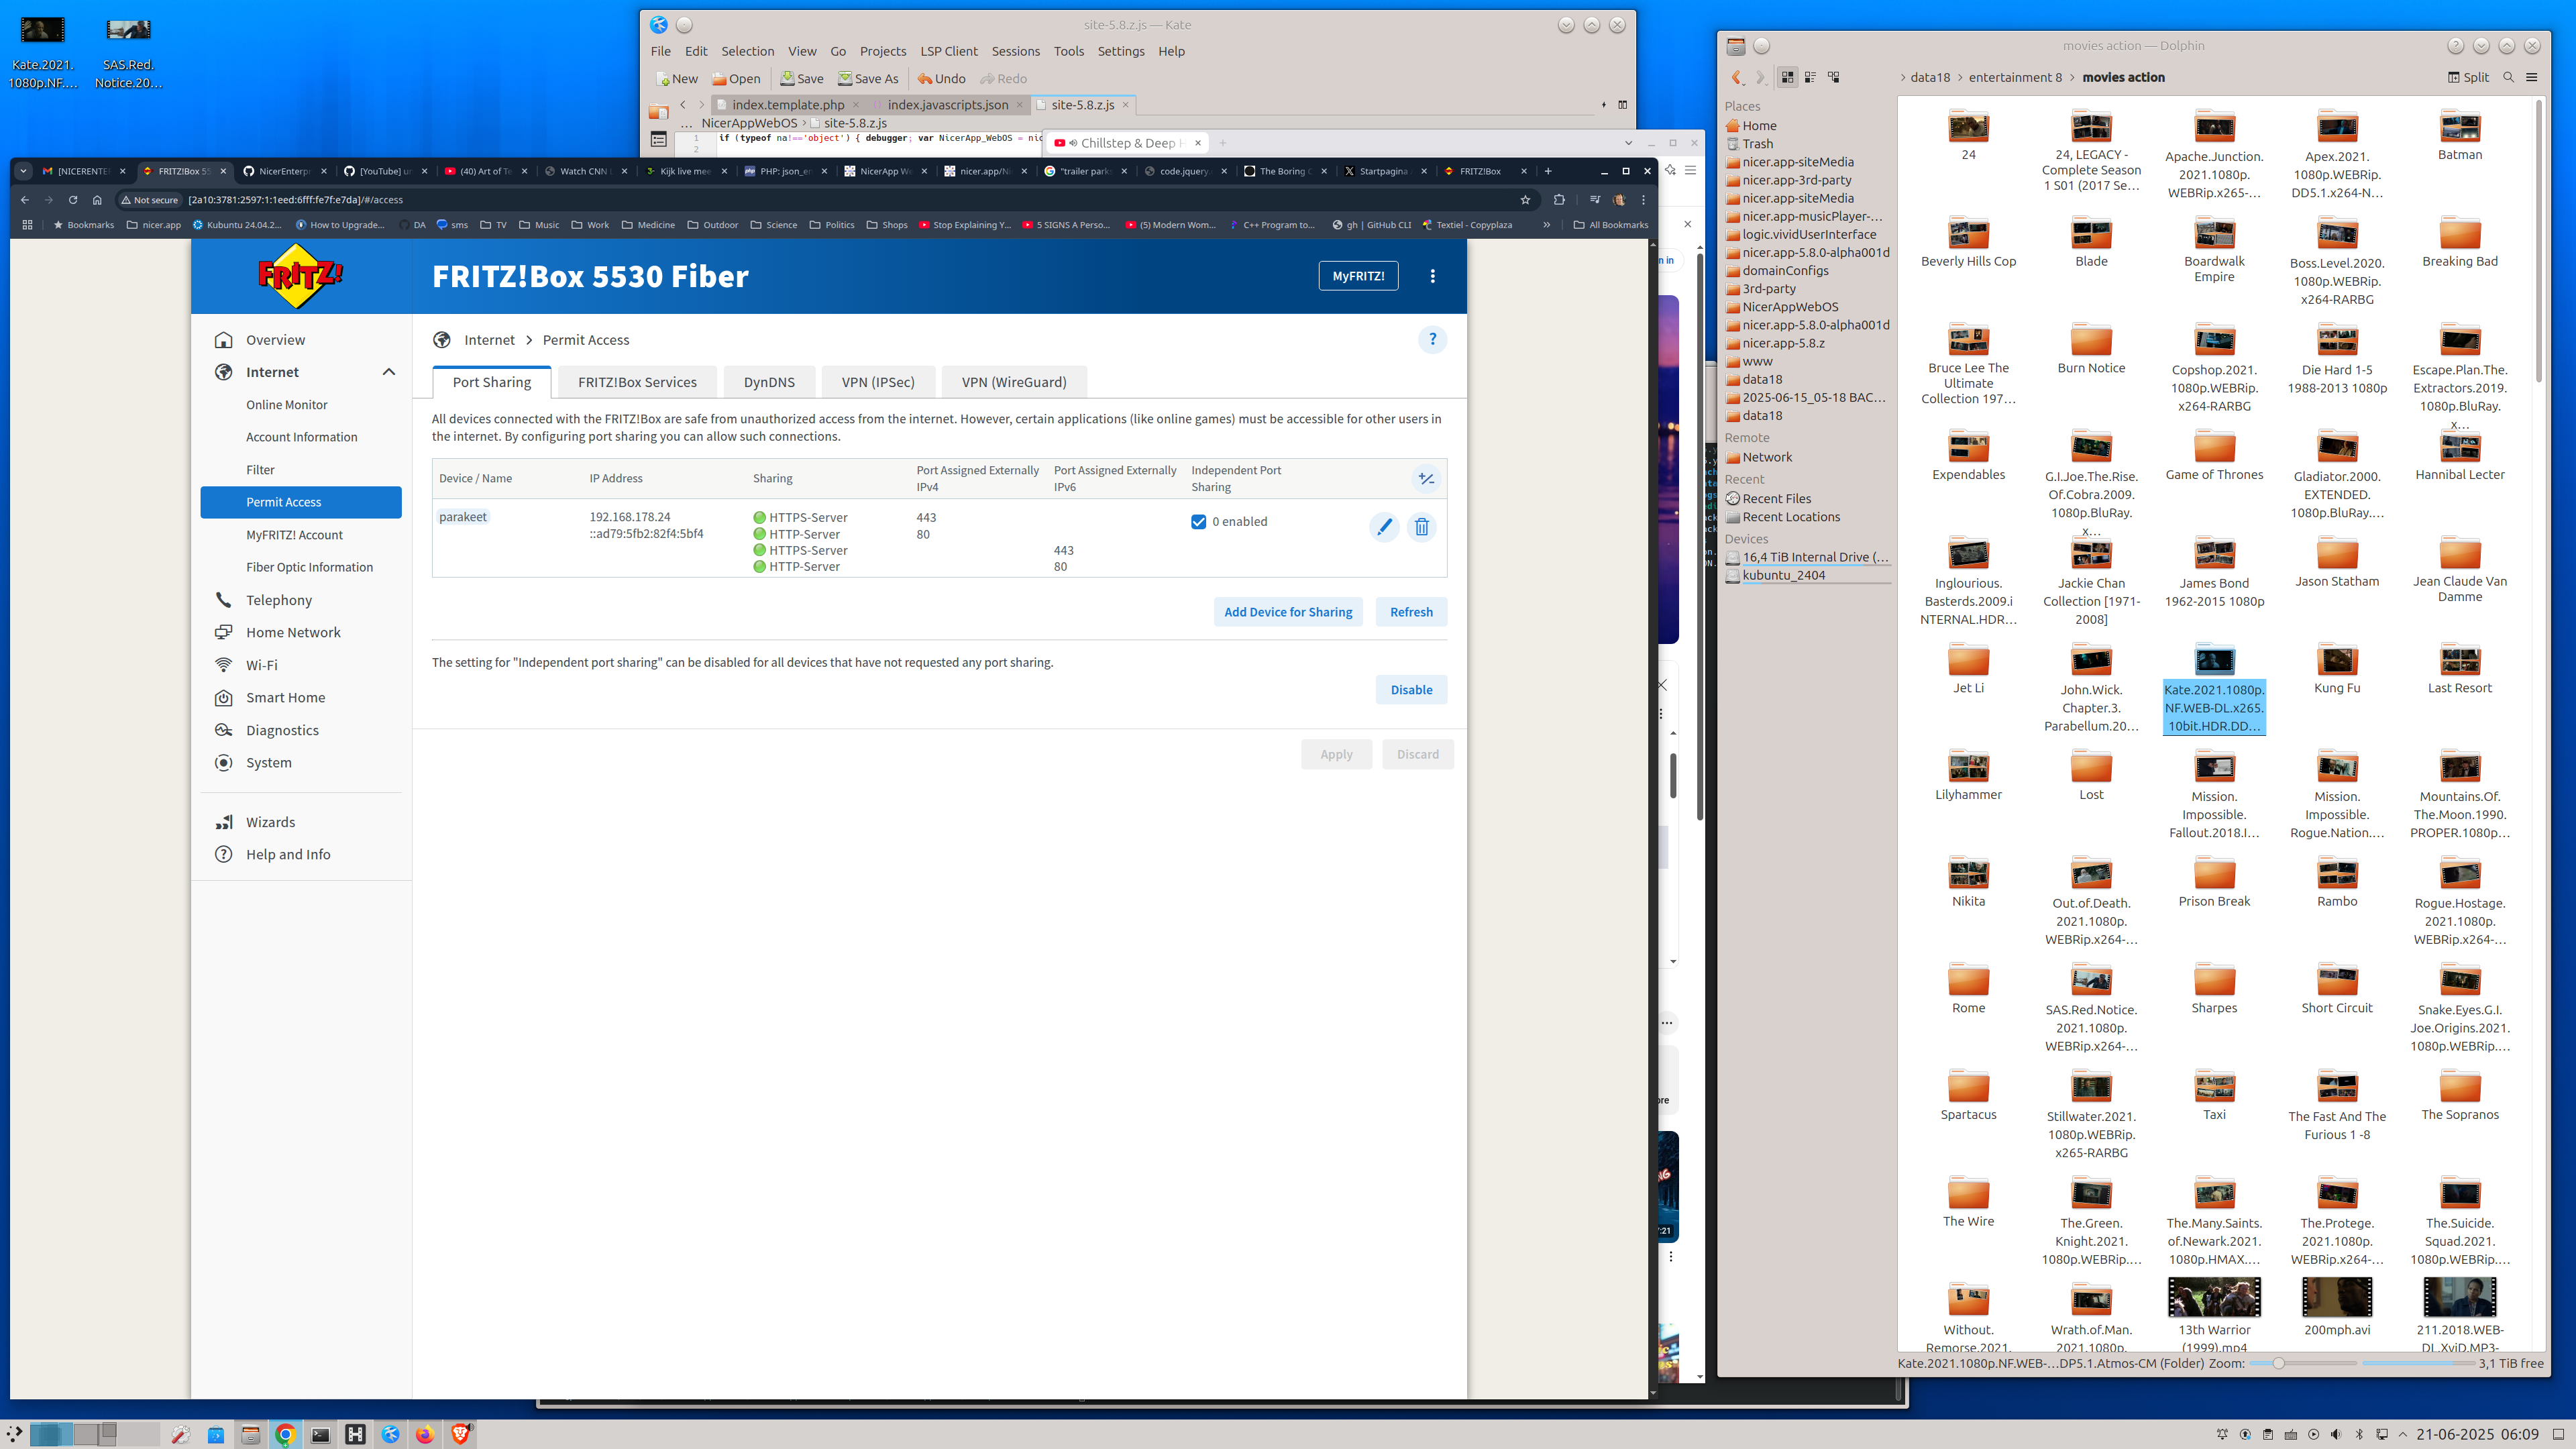 Kate.2021.
1080p.NF....
SAS.Red.
Notice.20...
site-5.8.z.js — Kate
File Edit Selection View Go Projects LSP Client Sessions Tools Settings Help
New Open Save Save As Undo Redo
index.template.php index.javascripts.json site-5.8.z.js
... NicerAppWebOS > site-5.8.z.js
1 if (typeof na!=='object') { debugger; var NicerApp_WebOS = nic
2
Chillstep & Deep H
[NICERENTE FRITZ!Box 55 NicerEnterpr [YouTube] ur (40) Art of Te Watch CNN L Kijk live mee PHP: json_en NicerApp We nicer.app/Ni "trailer park code.jquery. The Boring C Startpagina FRITZ!Box
Not secure [2a10:3781:2597:1:1eed:6fff:fe7f:e7da]/#/access
Bookmarks nicer.app Kubuntu 24.04.2... How to Upgrade... DA sms TV Music Work Medicine Outdoor Science Politics Shops Stop Explaining Y... 5 SIGNS A Perso... (5) Modern Wom... C++ Program to... gh | GitHub CLI Textiel - Copyplaza » All Bookmarks
FRITZ!
FRITZ!Box 5530 Fiber
MyFRITZ!
Overview
Internet
Online Monitor
Account Information
Filter
Permit Access
MyFRITZ! Account
Fiber Optic Information
Telephony
Home Network
Wi-Fi
Smart Home
Diagnostics
System
Wizards
Help and Info
Internet > Permit Access
?
Port Sharing FRITZ!Box Services DynDNS VPN (IPSec) VPN (WireGuard)
All devices connected with the FRITZ!Box are safe from unauthorized access from the internet. However, certain applications (like online games) must be accessible for other users in
the internet. By configuring port sharing you can allow such connections.
Device / Name IP Address Sharing Port Assigned Externally IPv4 Port Assigned Externally IPv6 Independent Port Sharing
parakeet 192.168.178.24 HTTPS-Server 443 0 enabled
::ad79:5fb2:82f4:5bf4 HTTP-Server 80
HTTPS-Server 443
HTTP-Server 80
Add Device for Sharing Refresh
The setting for "Independent port sharing" can be disabled for all devices that have not requested any port sharing.
Disable
Apply Discard
n in
ore
:21
movies action — Dolphin
> data18 > entertainment 8 > movies action Split
Places
Home
Trash
nicer.app-siteMedia
nicer.app-3rd-party
nicer.app-siteMedia
nicer.app-musicPlayer-...
logic.vividUserInterface
nicer.app-5.8.0-alpha001d
domainConfigs
3rd-party
NicerAppWebOS
nicer.app-5.8.0-alpha001d
nicer.app-5.8.z
www
data18
2025-06-15_05-18 BAC...
data18
Remote
Network
Recent
Recent Files
Recent Locations
Devices
16,4 TiB Internal Drive (...
kubuntu_2404
24
24, LEGACY -
Complete Season
1 S01 (2017 Se...
Apache.Junction.
2021.1080p.
WEBRip.x265-...
Apex.2021.
1080p.WEBRip.
DD5.1.x264-N...
Batman
Beverly Hills Cop
Blade
Boardwalk
Empire
Boss.Level.2020.
1080p.WEBRip.
x264-RARBG
Breaking Bad
Bruce Lee The
Ultimate
Collection 197...
Burn Notice
Copshop.2021.
1080p.WEBRip.
x264-RARBG
Die Hard 1-5
1988-2013 1080p
Escape.Plan.The.
Extractors.2019.
1080p.BluRay.
x...
Expendables
G.I.Joe.The.Rise.
Of.Cobra.2009.
1080p.BluRay.
x...
Game of Thrones
Gladiator.2000.
EXTENDED.
1080p.BluRay....
Hannibal Lecter
Inglourious.
Basterds.2009.i
NTERNAL.HDR...
Jackie Chan
Collection [1971-
2008]
James Bond
1962-2015 1080p
Jason Statham
Jean Claude Van
Damme
Jet Li
John.Wick.
Chapter.3.
Parabellum.20...
Kate.2021.1080p.
NF.WEB-DL.x265.
10bit.HDR.DD...
Kung Fu
Last Resort
Lilyhammer
Lost
Mission.
Impossible.
Fallout.2018.I...
Mission.
Impossible.
Rogue.Nation....
Mountains.Of.
The.Moon.1990.
PROPER.1080p...
Nikita
Out.of.Death.
2021.1080p.
WEBRip.x264-...
Prison Break
Rambo
Rogue.Hostage.
2021.1080p.
WEBRip.x264-...
Rome
SAS.Red.Notice.
2021.1080p.
WEBRip.x264-...
Sharpes
Short Circuit
Snake.Eyes.G.I.
Joe.Origins.2021.
1080p.WEBRip....
Spartacus
Stillwater.2021.
1080p.WEBRip.
x265-RARBG
Taxi
The Fast And The
Furious 1 -8
The Sopranos
The Wire
The.Green.
Knight.2021.
1080p.WEBRip....
The.Many.Saints.
of.Newark.2021.
1080p.HMAX....
The.Protege.
2021.1080p.
WEBRip.x264-...
The.Suicide.
Squad.2021.
1080p.WEBRip....
Without.
Remorse.2021.
Wrath.of.Man.
2021.1080p.
13th Warrior
(1999).mp4
200mph.avi
211.2018.WEB-
DL.XviD.MP3-
Kate.2021.1080p.NF.WEB-...DP5.1.Atmos-CM (Folder) Zoom: 3,1 TiB free
21-06-2025 06:09